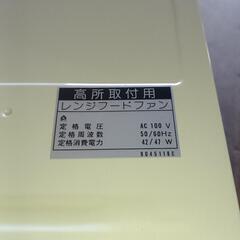 高所取付用
レンジフードファン
定格電圧 AC 100 V
定格周波数 50/60Hz
定格消費電力 42/47 W